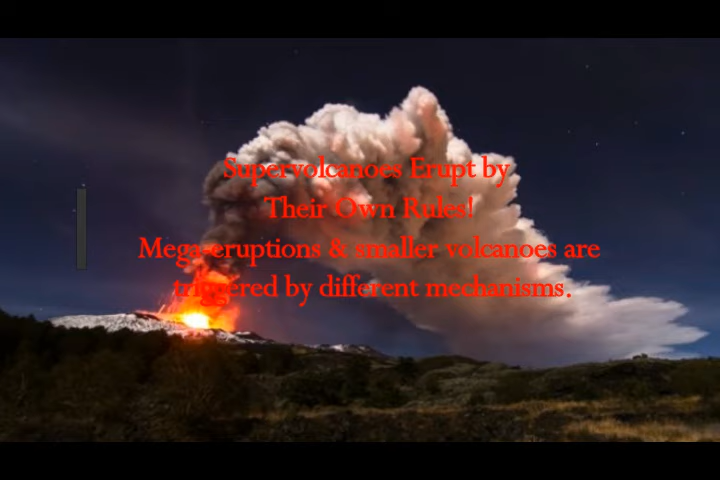 Supervolcanoes Erupt by
Their Own Rules!
Mega-eruptions & smaller volcanoes are
triggered by different mechanisms.